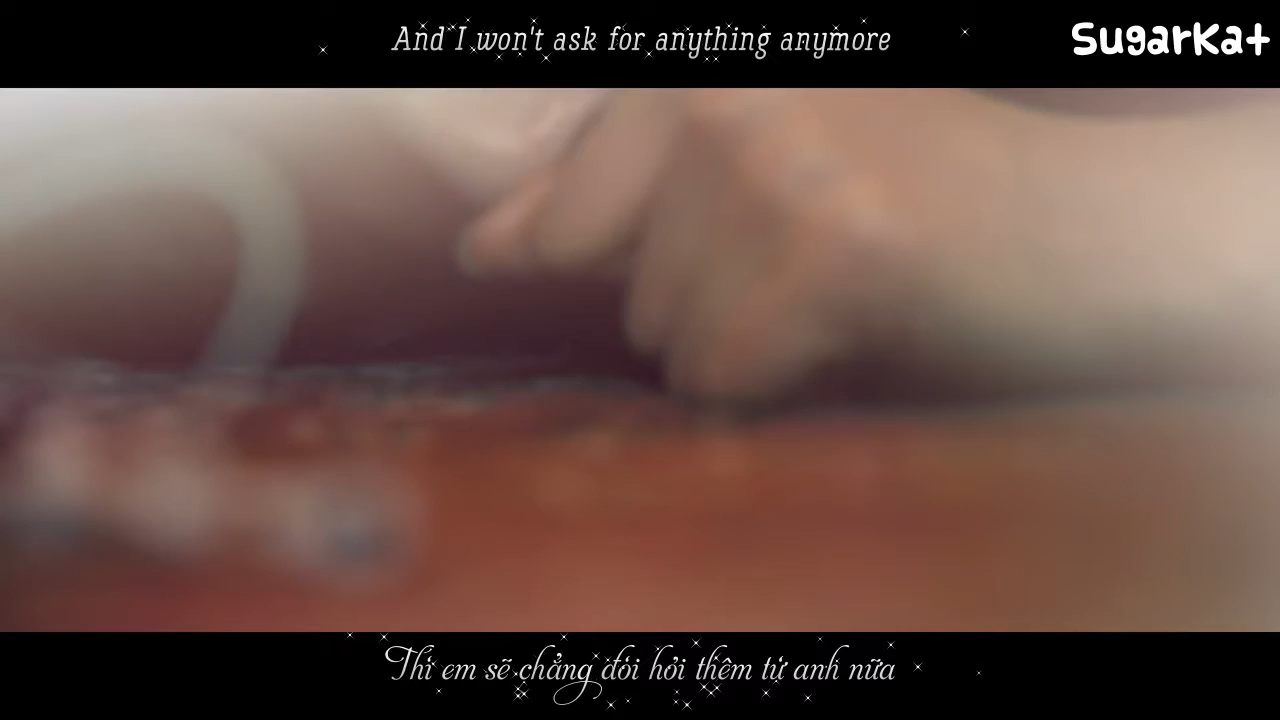 And I won't ask for anything anymore
SugarKat
Thì em sẽ chẳng đòi hỏi thêm từ anh nữa